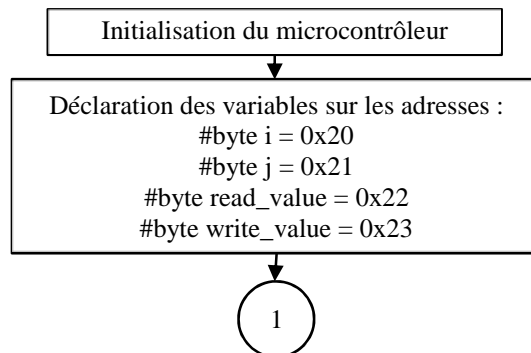 Initialisation du microcontrôleur
Déclaration des variables sur les adresses :
#byte i = 0x20
#byte j = 0x21
#byte read_value = 0x22
#byte write_value = 0x23
1